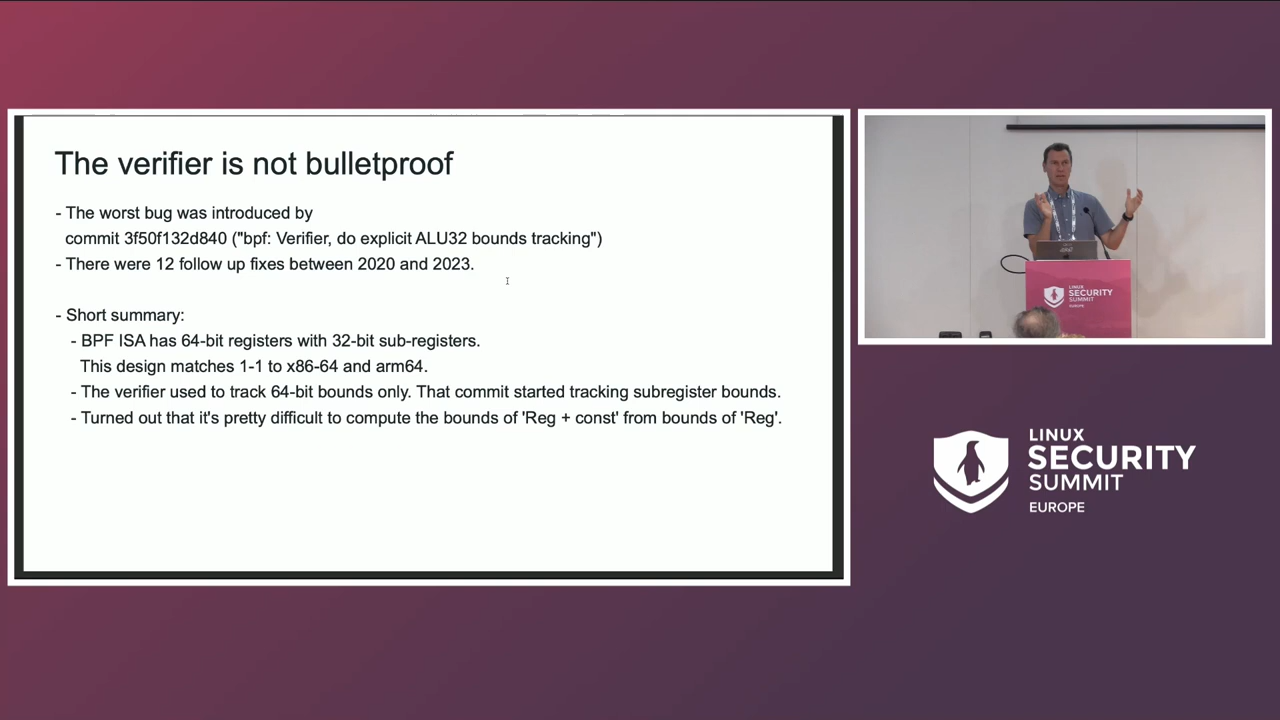 The verifier is not bulletproof
- The worst bug was introduced by
commit 3f50f132d840 ("bpf: Verifier, do explicit ALU32 bounds tracking")
- There were 12 follow up fixes between 2020 and 2023.
- Short summary:
- BPF ISA has 64-bit registers with 32-bit sub-registers.
This design matches 1-1 to x86-64 and arm64.
- The verifier used to track 64-bit bounds only. That commit started tracking subregister bounds.
- Turned out that it's pretty difficult to compute the bounds of 'Reg + const' from bounds of 'Reg'.
LINUX
SECURITY
SUMMIT
EUROPE
LINUX
SECURITY
SUMMIT
EUROPE